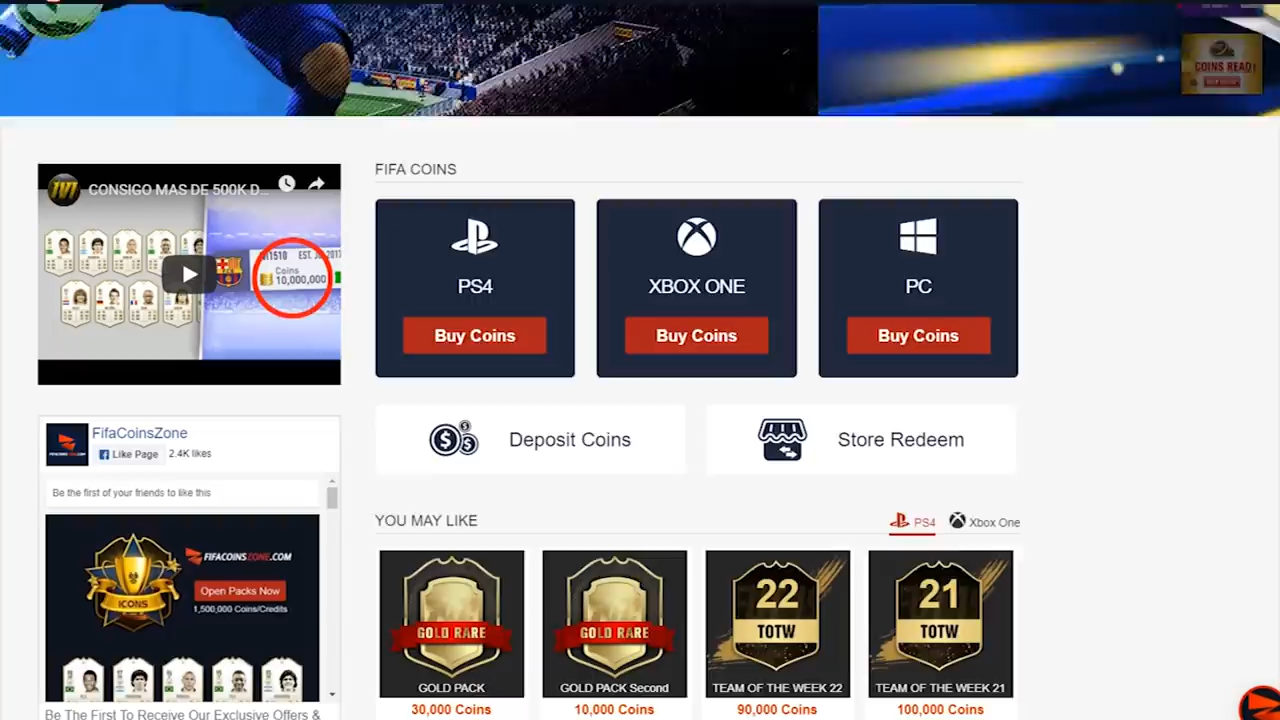 COINS READY
CONSIGO MAS DE 500K D...
EST. JUL 2017
Coins
10,000,000
FIFA COINS
PS4
Buy Coins
XBOX ONE
Buy Coins
PC
Buy Coins
Deposit Coins
Store Redeem
FifaCoinsZone
Like Page
2.4K likes
Be the first of your friends to like this
FIFACOINSZONE.COM
ICONS
Open Packs Now
1,500,000 Coins/Credits
Be The First To Receive Our Exclusive Offers &
YOU MAY LIKE
PS4
Xbox One
GOLD RARE
GOLD PACK
30,000 Coins
GOLD RARE
GOLD PACK Second
10,000 Coins
22
TOTW
TEAM OF THE WEEK 22
90,000 Coins
21
TOTW
TEAM OF THE WEEK 21
100,000 Coins